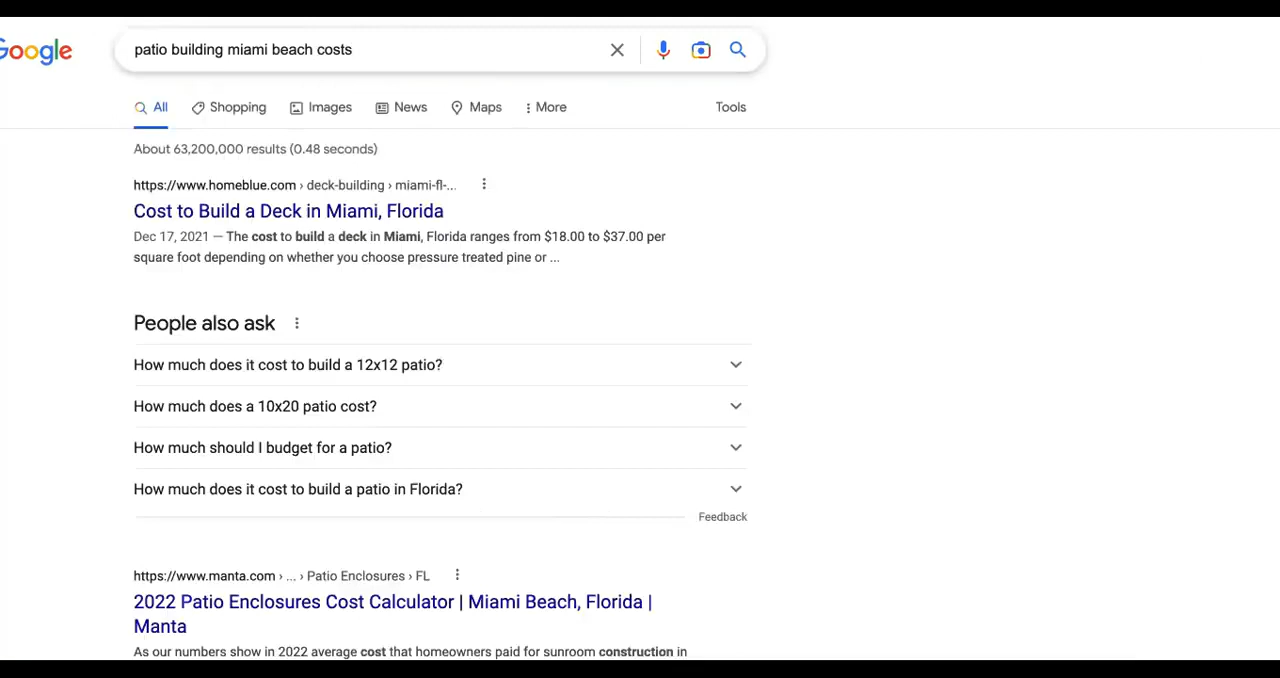 Google
patio building miami beach costs
All Shopping Images News Maps More Tools
About 63,200,000 results (0.48 seconds)
https://www.homeblue.com › deck-building › miami-fl-...
Cost to Build a Deck in Miami, Florida
Dec 17, 2021 — The cost to build a deck in Miami, Florida ranges from $18.00 to $37.00 per
square foot depending on whether you choose pressure treated pine or ...
People also ask
How much does it cost to build a 12x12 patio?
How much does a 10x20 patio cost?
How much should I budget for a patio?
How much does it cost to build a patio in Florida?
Feedback
https://www.manta.com › ... › Patio Enclosures › FL
2022 Patio Enclosures Cost Calculator | Miami Beach, Florida |
Manta
As our numbers show in 2022 average cost that homeowners paid for sunroom construction in